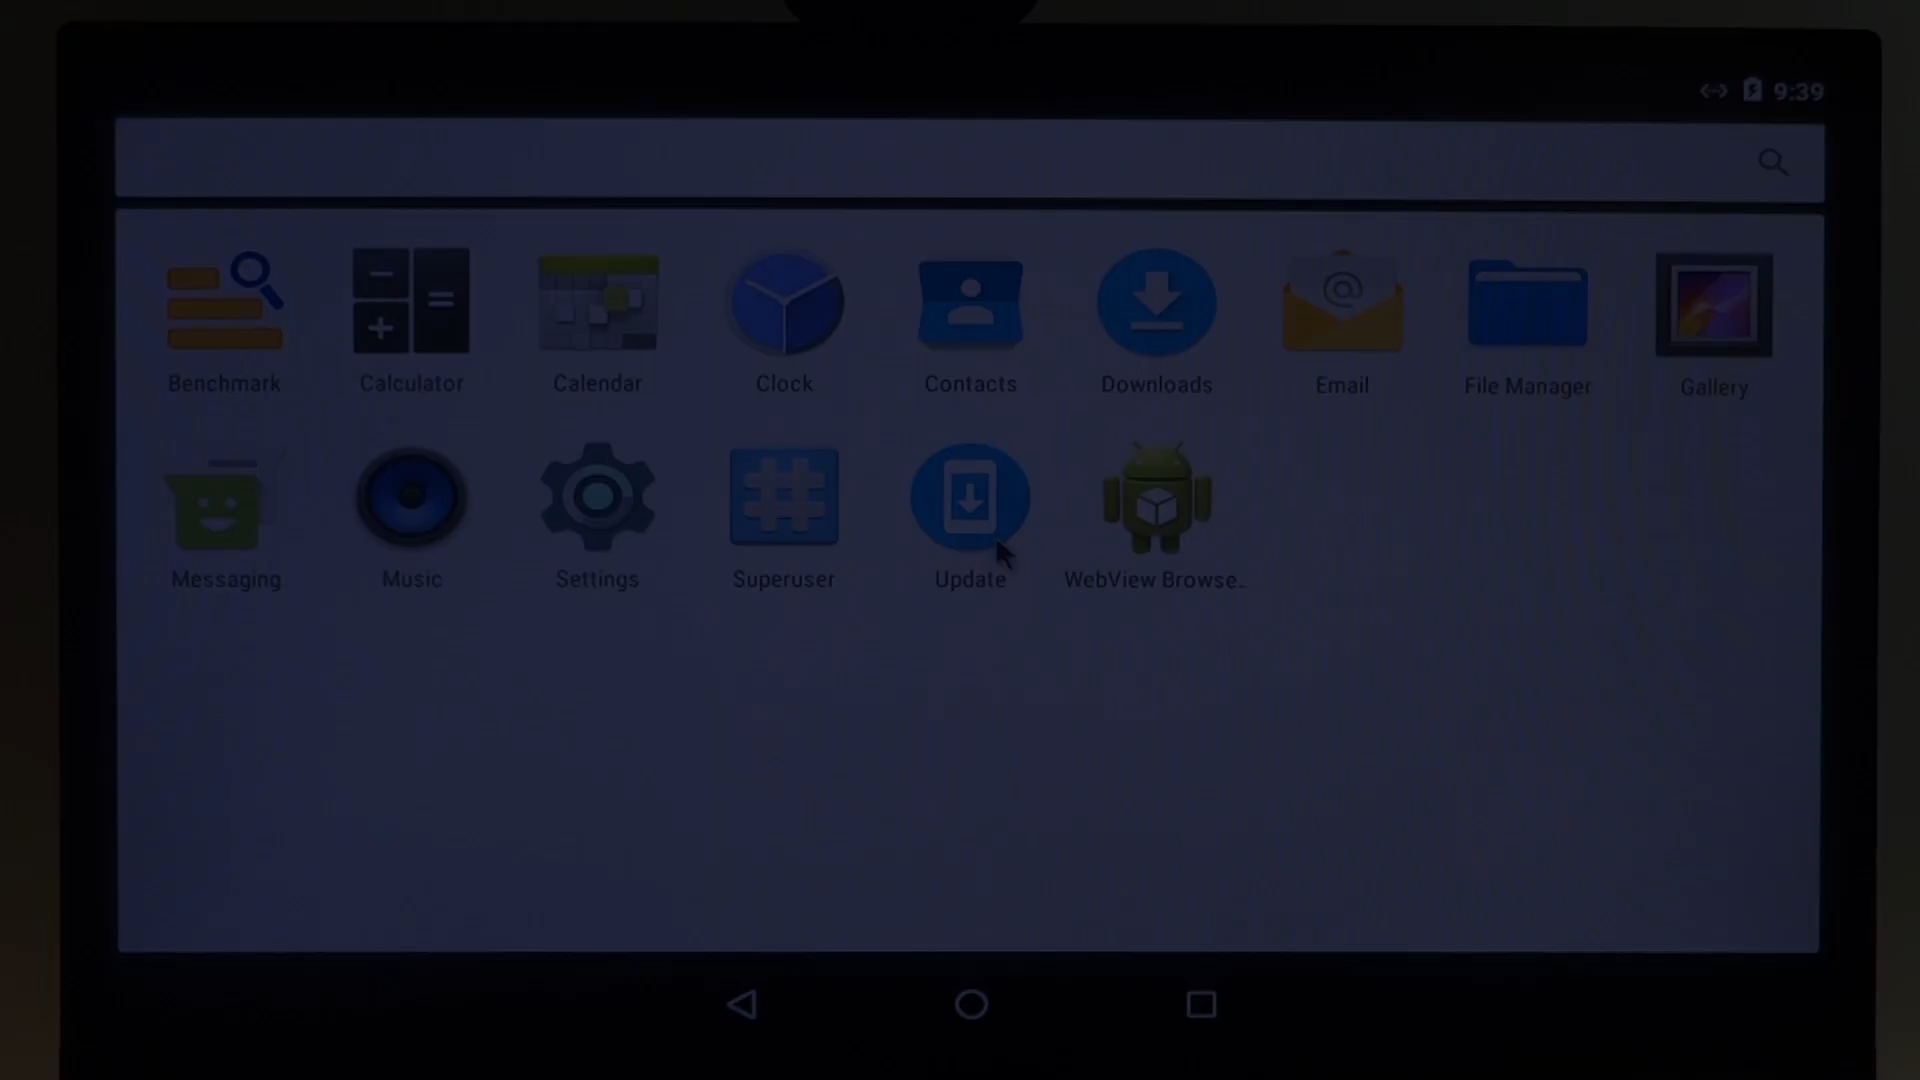 9:39
Benchmark Calculator Calendar Clock Contacts Downloads Email File Manager Gallery
Messaging Music Settings Superuser Update WebView Browse…